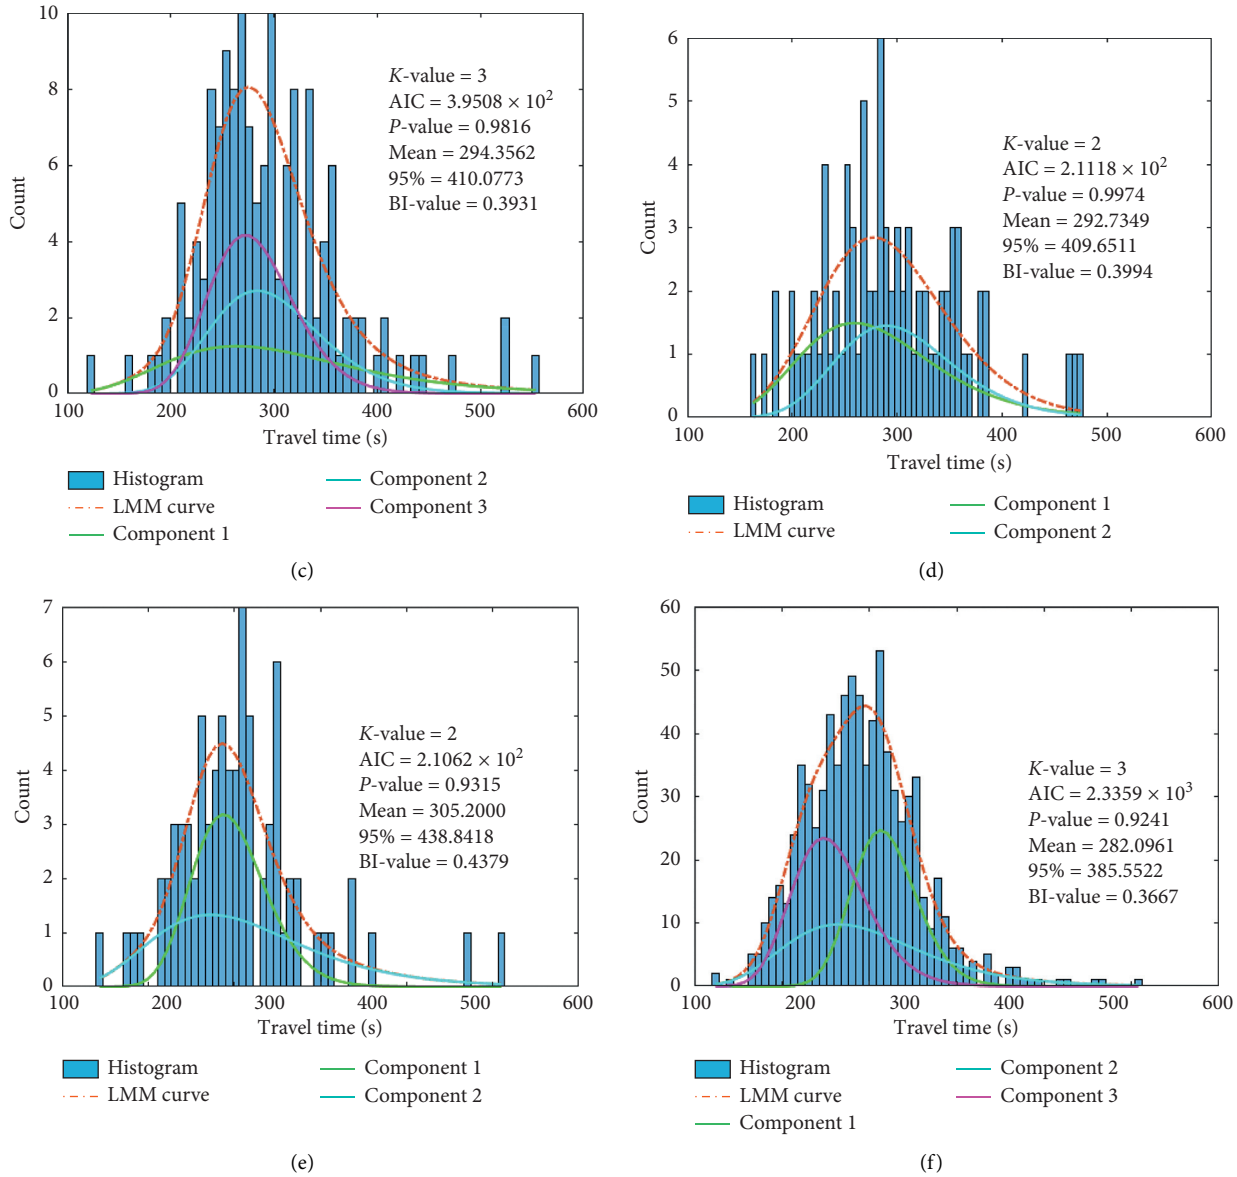 10
8
6
4
2
0
Count
K-value = 3
AIC = 3.9508 × 10²
P-value = 0.9816
Mean = 294.3562
95% = 410.0773
BI-value = 0.3931
100 200 300 400 500 600
Travel time (s)
Histogram
LMM curve
Component 1
Component 2
Component 3
(c)
6
5
4
3
2
1
0
Count
K-value = 2
AIC = 2.1118 × 10²
P-value = 0.9974
Mean = 292.7349
95% = 409.6511
BI-value = 0.3994
100 200 300 400 500 600
Travel time (s)
Histogram
LMM curve
Component 1
Component 2
(d)
7
6
5
4
3
2
1
0
Count
K-value = 2
AIC = 2.1062 × 10²
P-value = 0.9315
Mean = 305.2000
95% = 438.8418
BI-value = 0.4379
100 200 300 400 500 600
Travel time (s)
Histogram
LMM curve
Component 1
Component 2
(e)
60
50
40
30
20
10
0
Count
K-value = 3
AIC = 2.3359 × 10³
P-value = 0.9241
Mean = 282.0961
95% = 385.5522
BI-value = 0.3667
100 200 300 400 500 600
Travel time (s)
Histogram
LMM curve
Component 1
Component 2
Component 3
(f)